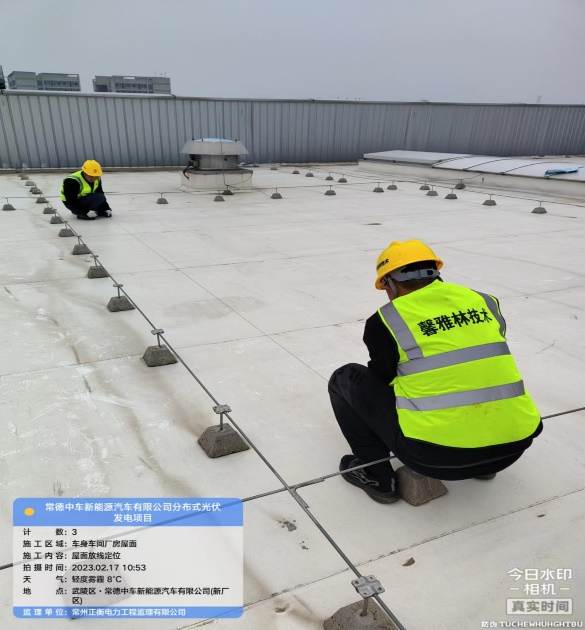 馨雅林技术
常德中车新能源汽车有限公司分布式光伏
发电项目
计 数：3
施工区域：车身车间厂房屋面
施工内容：屋面放线定位
拍摄时间：2023.02.17 10:53
天 气：轻度雾霾 8℃
地 点：武陵区·常德中车新能源汽车有限公司(新厂
区)
监理单位：常州正衡电力工程监理有限公司
今日水印
相机
真实时间
防伪 TUCHEWHUHGHTBU